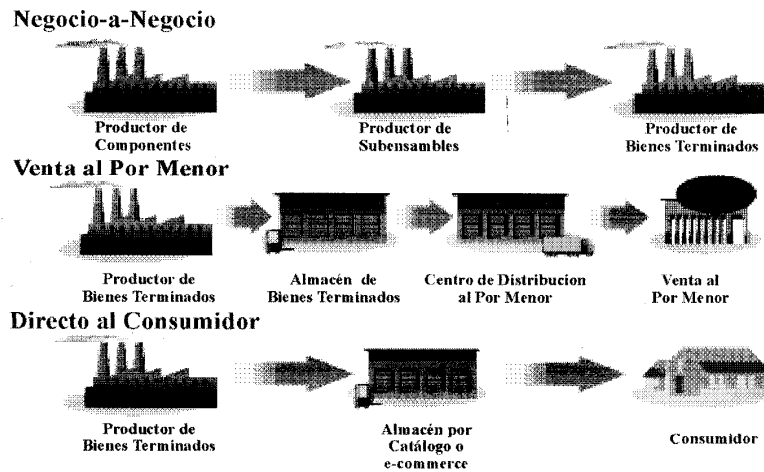 Negocio-a-Negocio
Productor de
Componentes
Productor de
Subensambles
Productor de
Bienes Terminados
Venta al Por Menor
Productor de
Bienes Terminados
Almacén de
Bienes Terminados
Centro de Distribucion
al Por Menor
Venta al
Por Menor
Directo al Consumidor
Productor de
Bienes Terminados
Almacén por
Catálogo o
e-commerce
Consumidor